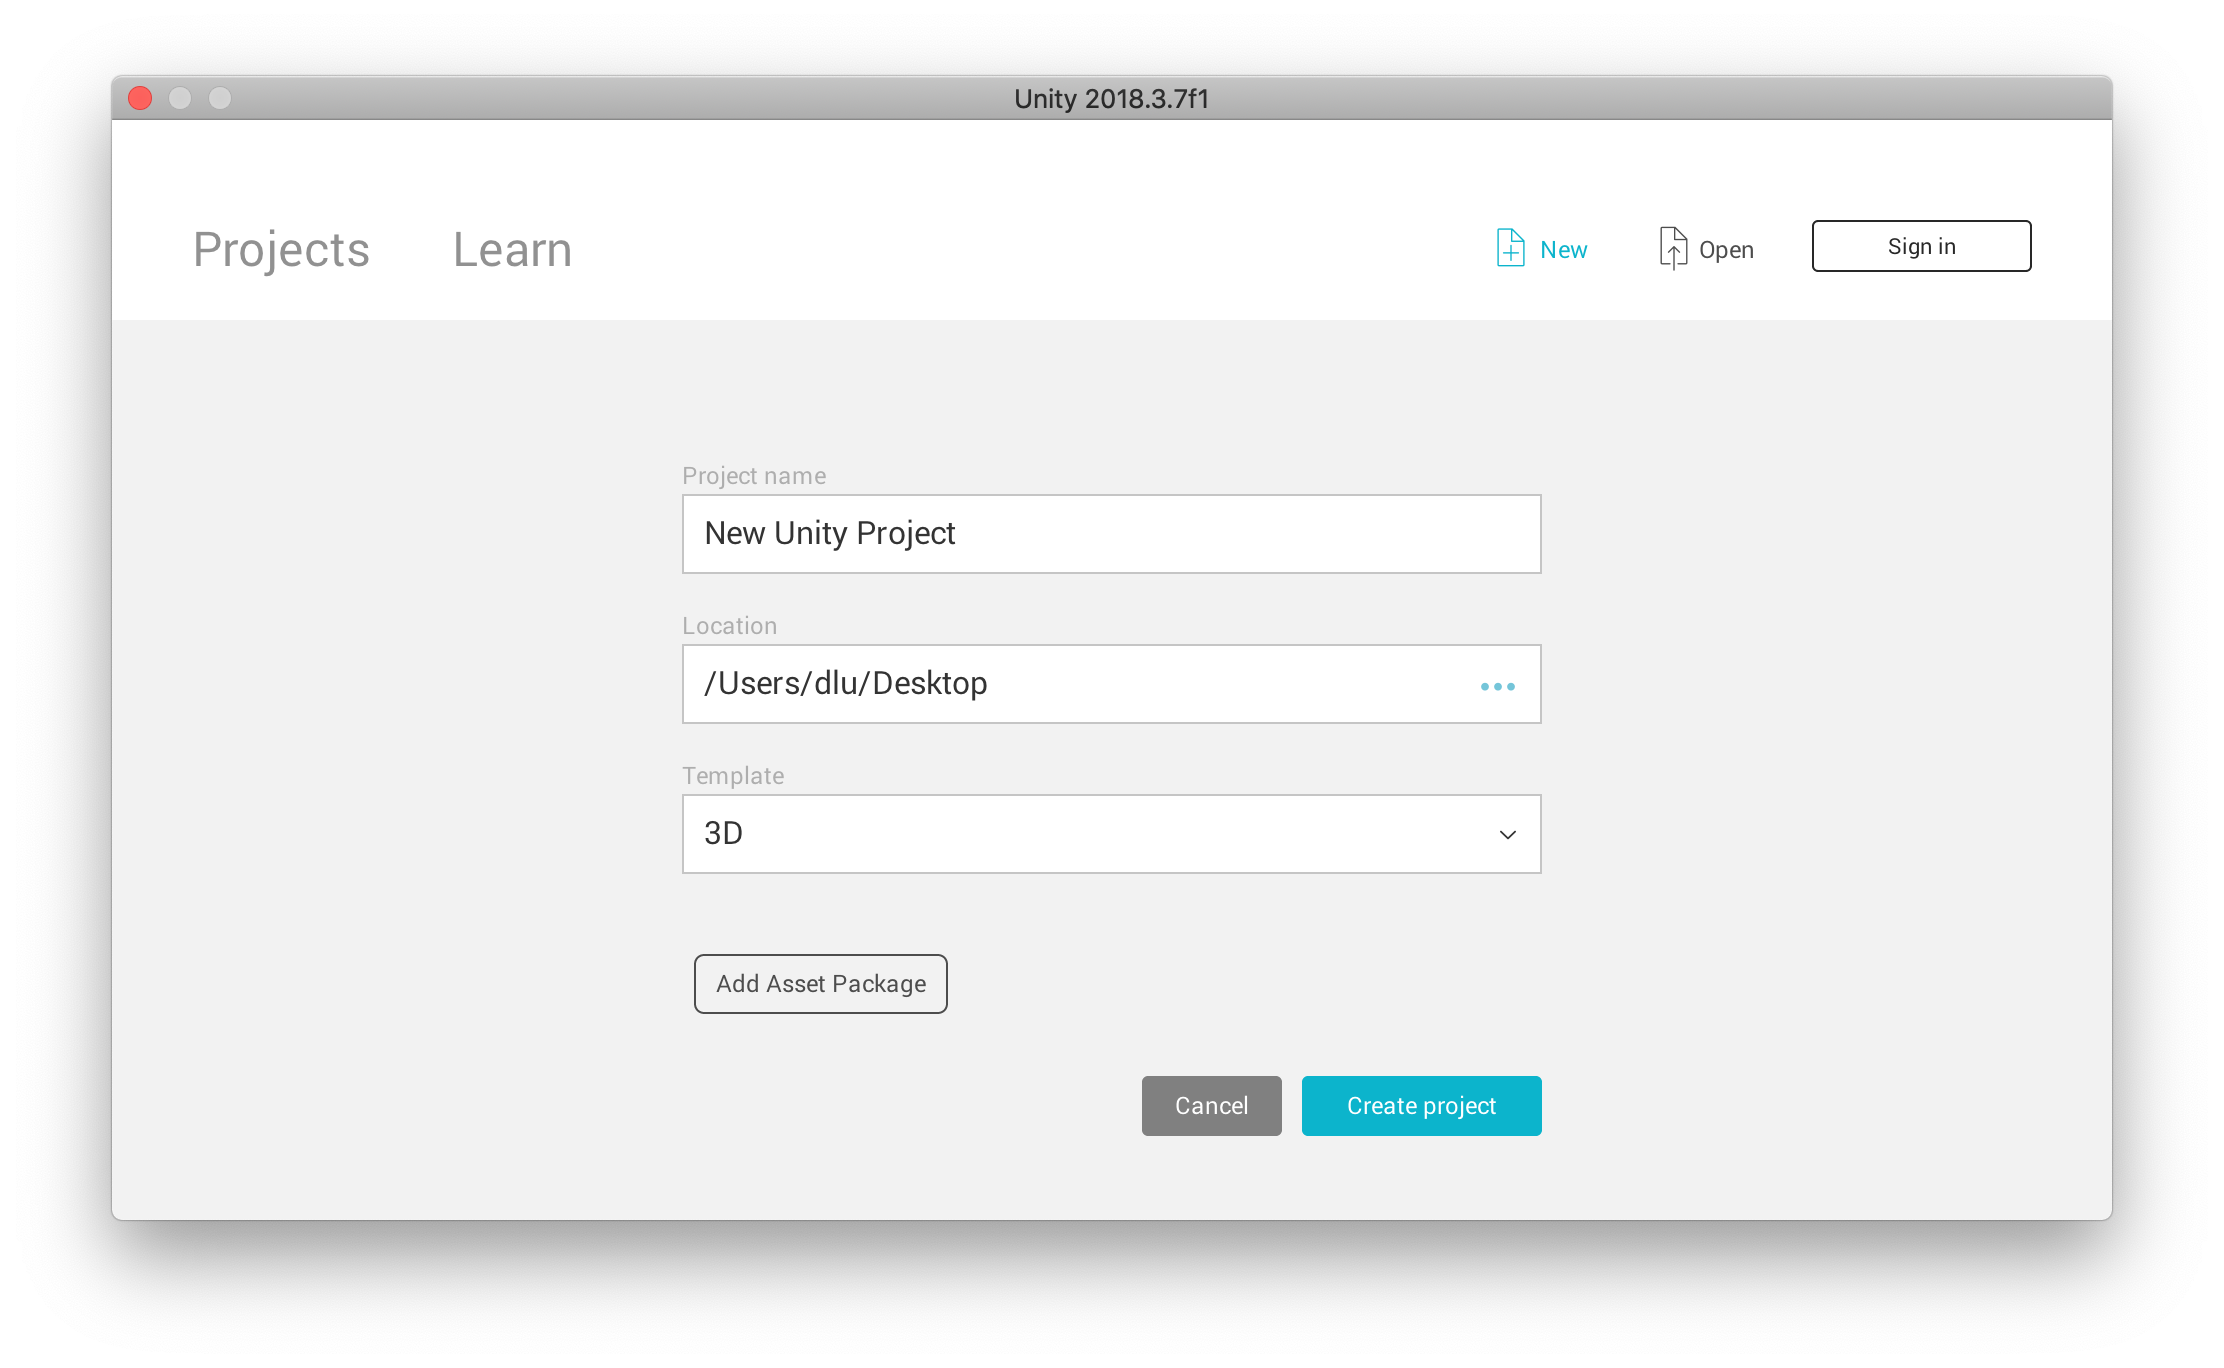 Unity 2018.3.7f1
Projects
Learn
New
Open
Sign in
Project name
New Unity Project
Location
/Users/dlu/Desktop
Template
3D
Add Asset Package
Cancel
Create project